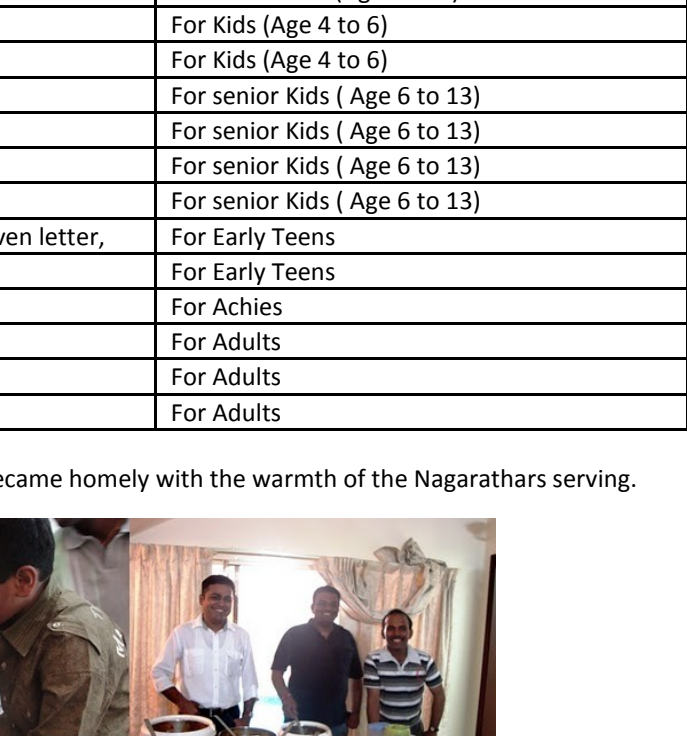 For Kids (Age 4 to 6)
For Kids (Age 4 to 6)
For senior Kids ( Age 6 to 13)
For senior Kids ( Age 6 to 13)
For senior Kids ( Age 6 to 13)
For senior Kids ( Age 6 to 13)
ven letter, For Early Teens
For Early Teens
For Achies
For Adults
For Adults
For Adults
ecame homely with the warmth of the Nagarathars serving.